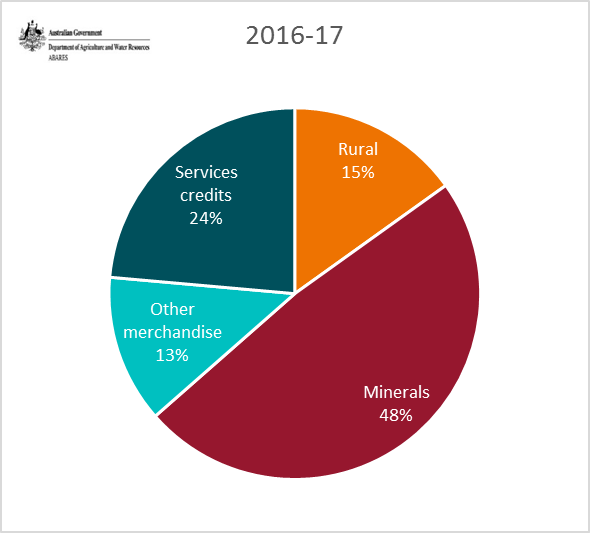 Australian Government
Department of Agriculture and Water Resources
ABARES
2016-17
Rural
15%
Services
credits
24%
Other
merchandise
13%
Minerals
48%